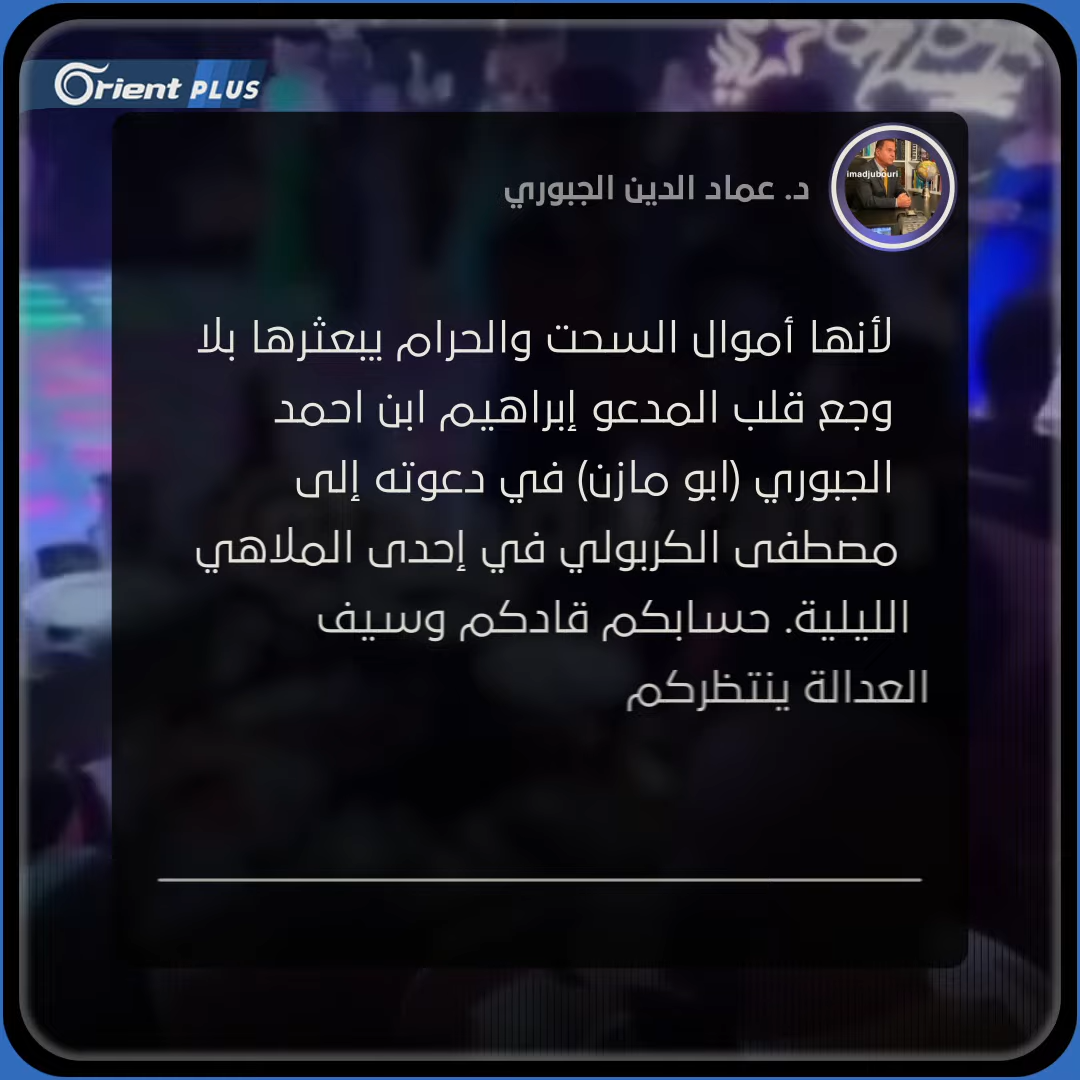 Orient PLUS
د. عماد الدين الجبوري
imadjubouri
لأنها أموال السحت والحرام يبعثرها بلا
وجع قلب المدعو إبراهيم ابن احمد
الجبوري (ابو مازن) في دعوته إلى
مصطفى الكربولي في إحدى الملاهي
الليلية. حسابكم قادكم وسيف
العدالة ينتظركم